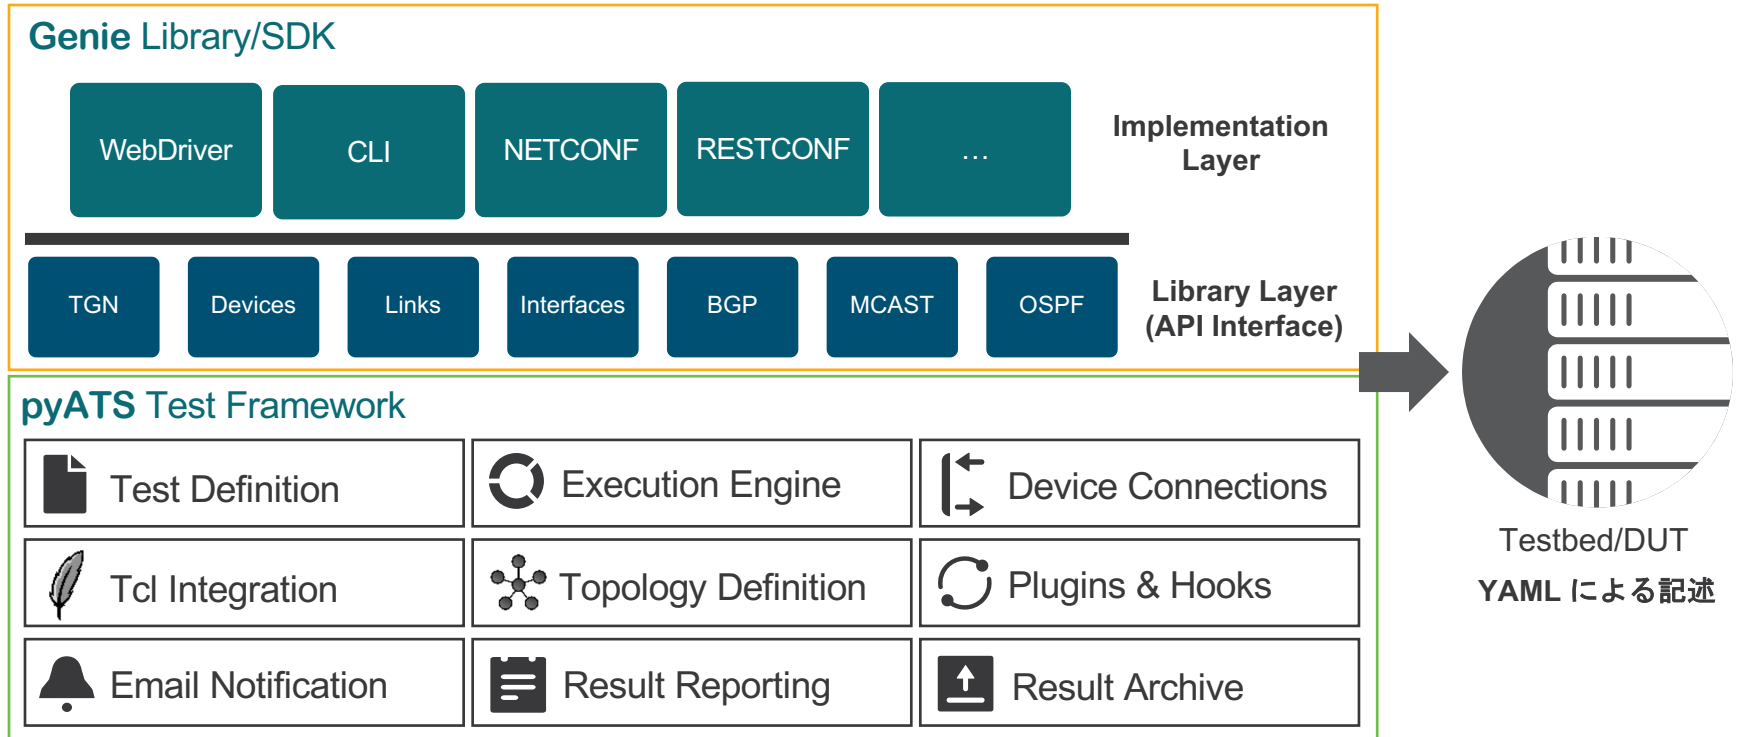 Genie Library/SDK
WebDriver
CLI
NETCONF
RESTCONF
...
Implementation
Layer
TGN
Devices
Links
Interfaces
BGP
MCAST
OSPF
Library Layer
(API Interface)
pyATS Test Framework
Test Definition
Execution Engine
Device Connections
Tcl Integration
Topology Definition
Plugins & Hooks
Email Notification
Result Reporting
Result Archive
Testbed/DUT
YAML による記述